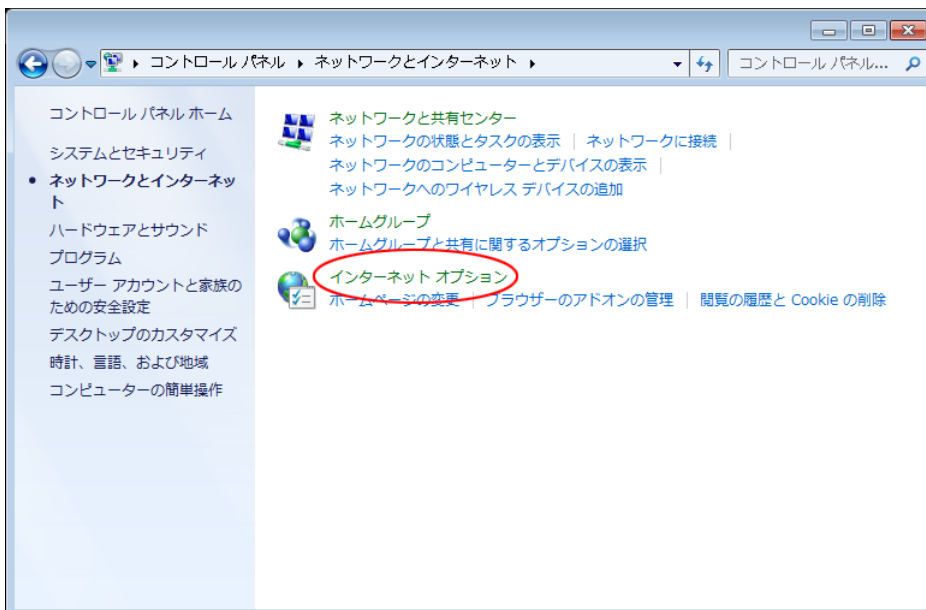 コントロール パネル ▸ ネットワークとインターネット ▸
コントロール パネル...
コントロール パネル ホーム
システムとセキュリティ
• ネットワークとインターネッ
ト
ハードウェアとサウンド
プログラム
ユーザー アカウントと家族の
ための安全設定
デスクトップのカスタマイズ
時計、言語、および地域
コンピューターの簡単操作
ネットワークと共有センター
ネットワークの状態とタスクの表示 | ネットワークに接続 |
ネットワークのコンピューターとデバイスの表示 |
ネットワークへのワイヤレス デバイスの追加
ホームグループ
ホームグループと共有に関するオプションの選択
インターネット オプション
ホームページの変更 | ブラウザーのアドオンの管理 | 閲覧の履歴と Cookie の削除